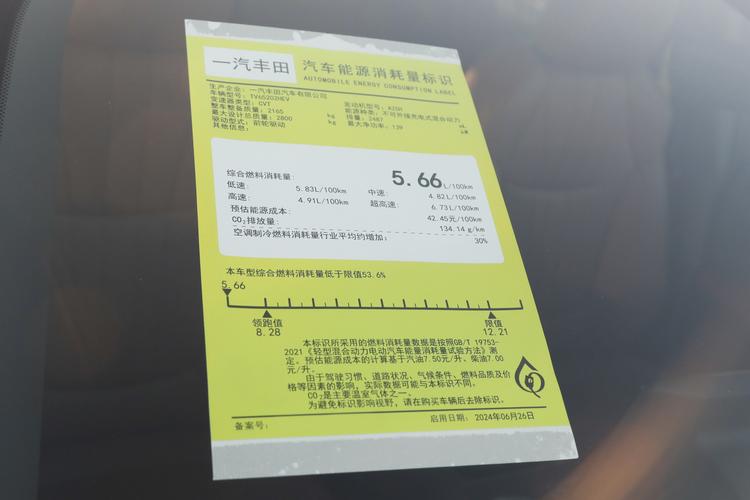 一汽丰田 汽车能源消耗量标识
AUTOMOBILE ENERGY CONSUMPTION LABEL
生产企业: 一汽丰田汽车有限公司
车辆型号: TV6520ZHEV 发动机型号: A25D
变速器类型: CVT 能源种类: 不可外接充电式混合动力
整车整备质量: 2165 kg 排量: 2487 mL
最大设计总质量: 2800 kg 最大净功率: 139 kW
驱动型式: 前轮驱动
其他信息:
综合燃料消耗量: 5.66 L/100km
低速: 5.83L/100km 中速: 4.82L/100km
高速: 4.91L/100km 超高速: 6.73L/100km
预估能源成本: 42.45元/100km
CO₂排放量: 134.14 g/km
空调制冷燃料消耗量行业平均约增加: 30%
本车型综合燃料消耗量低于限值53.6%
5.66
领跑值 限值
8.28 12.21
本标识所采用的燃料消耗量数据是按照GB/T 19753-
2021《轻型混合动力电动汽车能量消耗量试验方法》测
定。预估能源成本的计算基于汽油7.50元/升、柴油7.00
元/升。
由于驾驶习惯、道路状况、气候条件、燃料品质及价
格等因素的影响，实际数据可能与本标识不同。
CO₂是主要温室气体之一。
为避免标识影响视野，请在购买车辆后去除标识。
备案号: 启用日期: 2024年06月26日